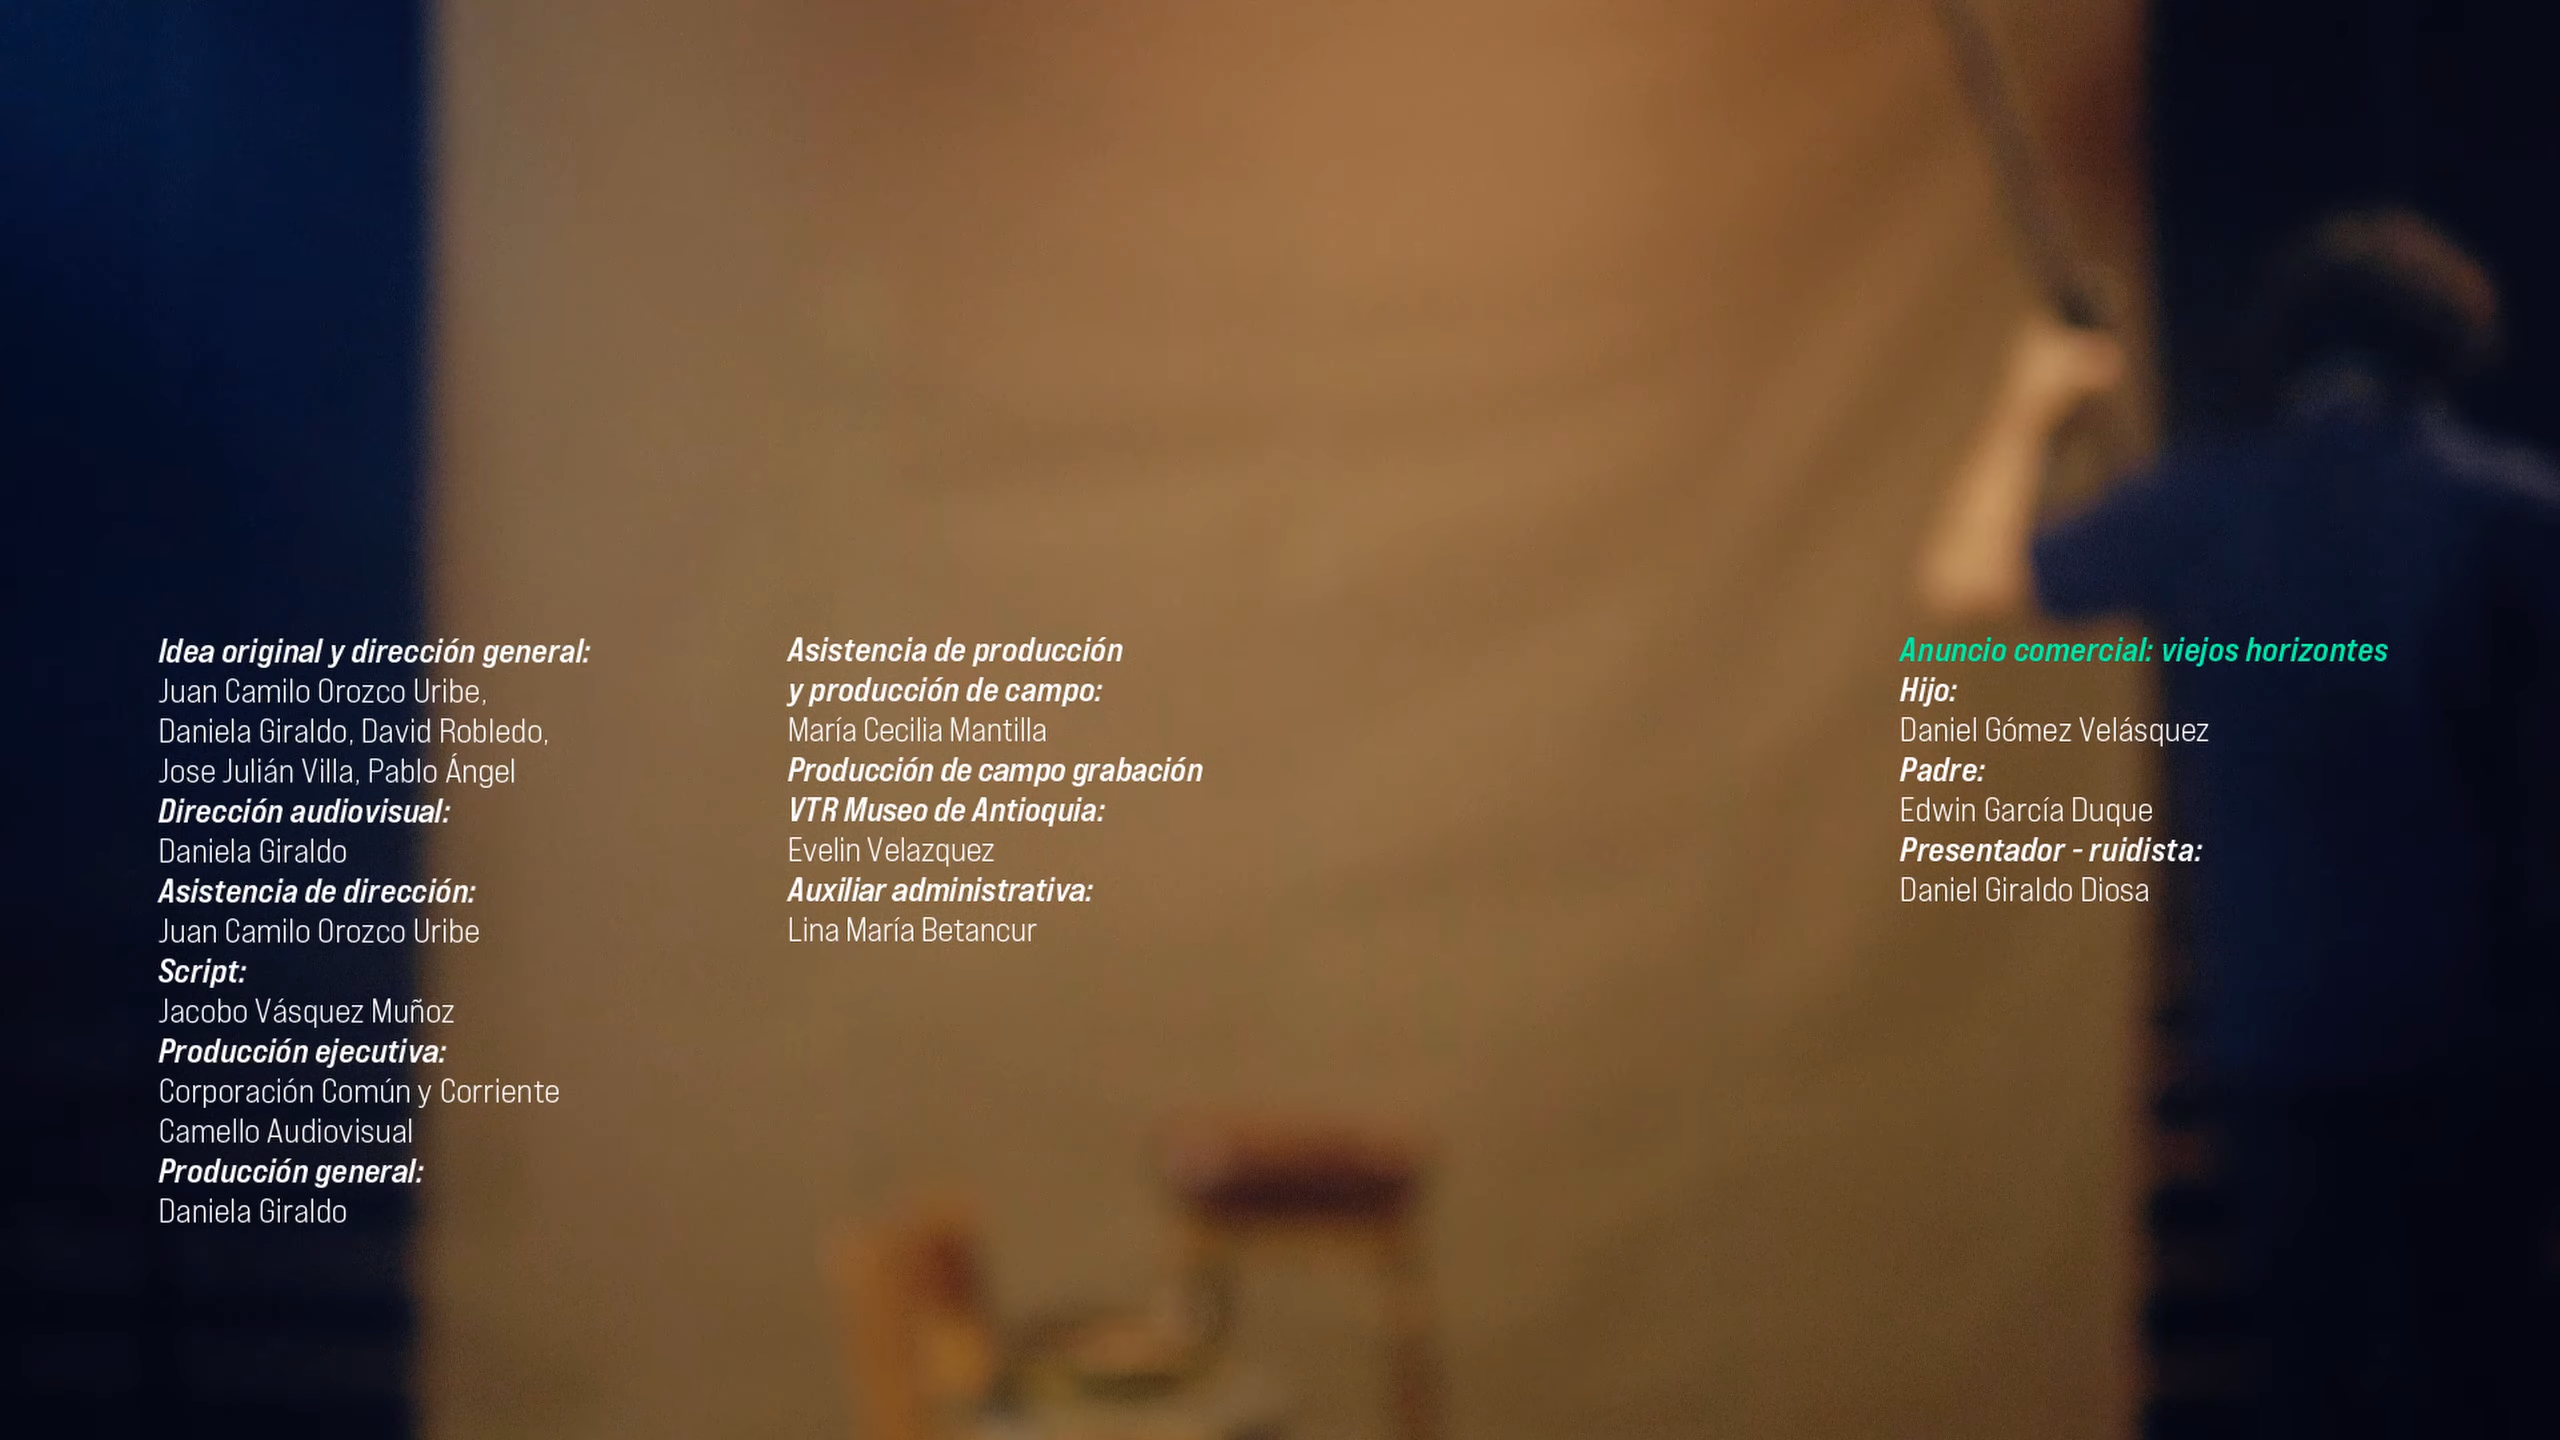 Idea original y dirección general:
Juan Camilo Orozco Uribe,
Daniela Giraldo, David Robledo,
Jose Julián Villa, Pablo Ángel
Dirección audiovisual:
Daniela Giraldo
Asistencia de dirección:
Juan Camilo Orozco Uribe
Script:
Jacobo Vásquez Muñoz
Producción ejecutiva:
Corporación Común y Corriente
Camello Audiovisual
Producción general:
Daniela Giraldo
Asistencia de producción
y producción de campo:
María Cecilia Mantilla
Producción de campo grabación
VTR Museo de Antioquia:
Evelin Velazquez
Auxiliar administrativa:
Lina María Betancur
Anuncio comercial: viejos horizontes
Hijo:
Daniel Gómez Velásquez
Padre:
Edwin García Duque
Presentador - ruidista:
Daniel Giraldo Diosa